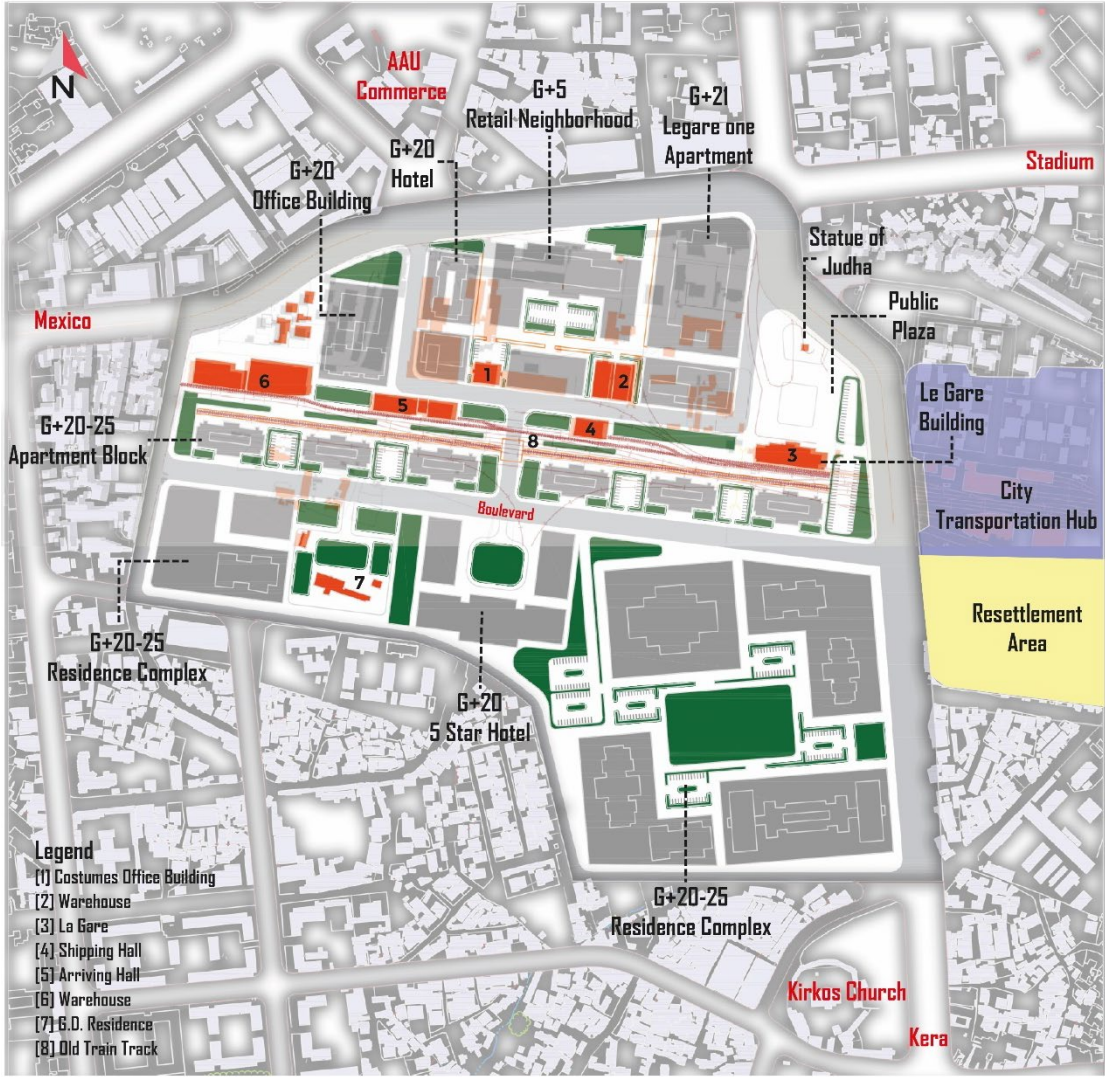 N
AAU
Commerce
G+5
Retail Neighborhood
G+21
Legare one
Apartment
G+20
Hotel
G+20
Office Building
Stadium
Statue of
Judha
Public
Plaza
Mexico
1
2
6
5
4
8
3
Le Gare
Building
G+20-25
Apartment Block
City
Transportation Hub
Boulevard
7
Resettlement
Area
G+20-25
Residence Complex
G+20
5 Star Hotel
G+20-25
Residence Complex
Kirkos Church
Kera
Legend
[1] Costumes Office Building
[2] Warehouse
[3] La Gare
[4] Shipping Hall
[5] Arriving Hall
[6] Warehouse
[7] G.D. Residence
[8] Old Train Track